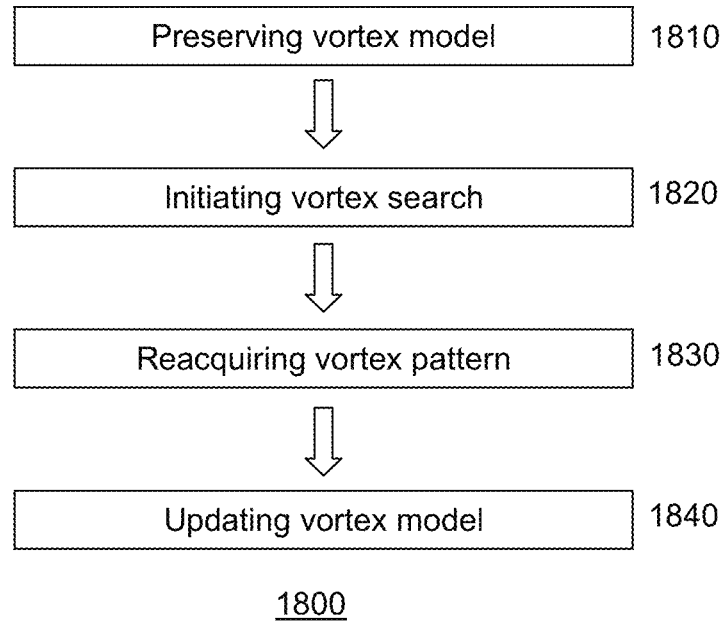 Preserving vortex model 1810
Initiating vortex search 1820
Reacquiring vortex pattern 1830
Updating vortex model 1840
1800